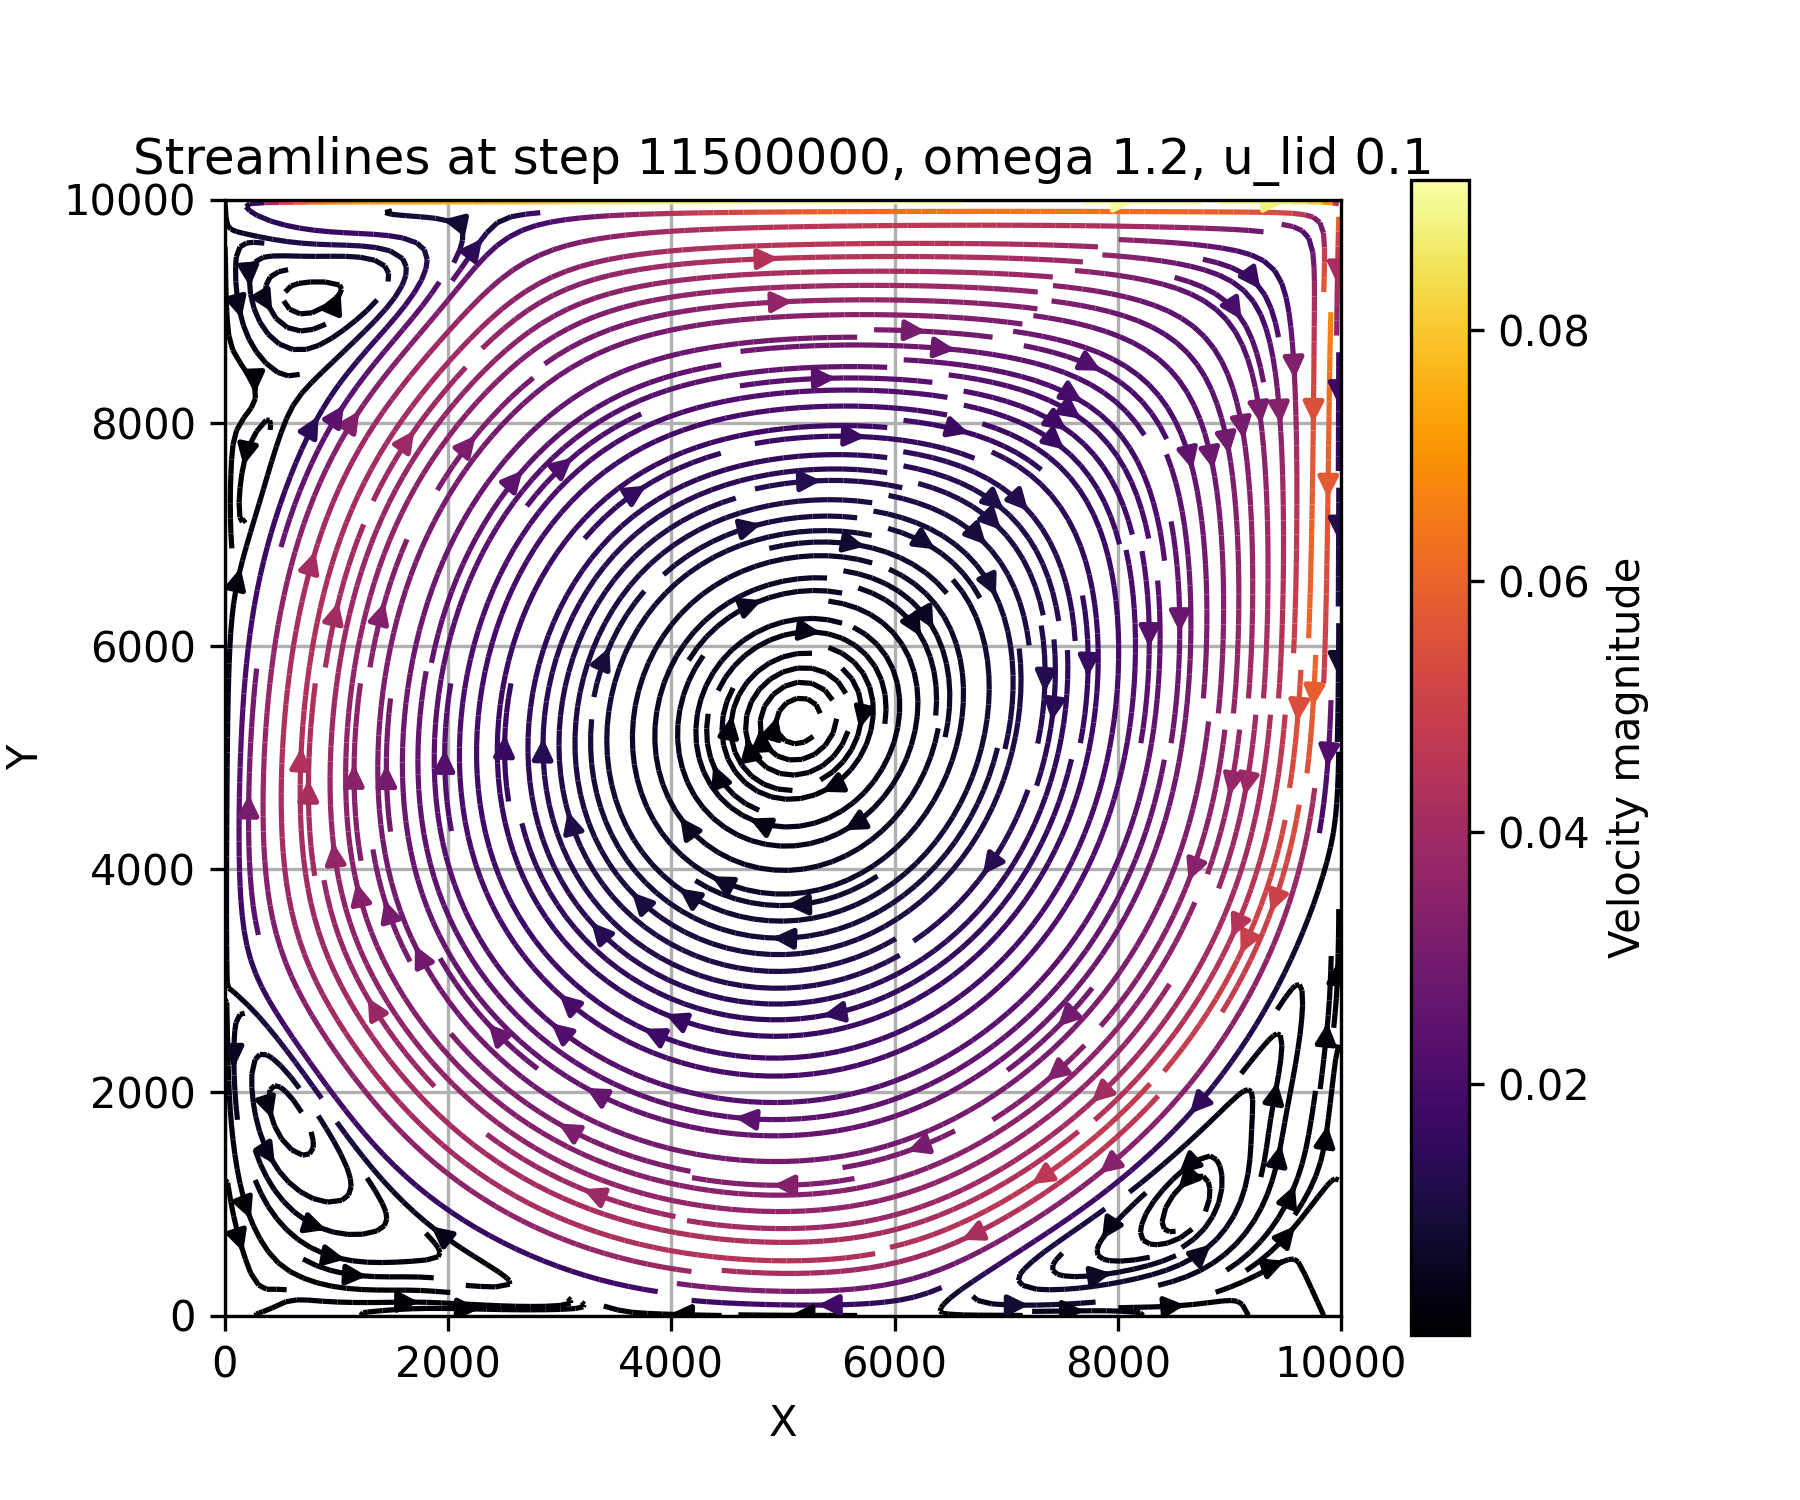 Streamlines at step 11500000, omega 1.2, u_lid 0.1
10000
8000
6000
4000
2000
0
Y
0 2000 4000 6000 8000 10000
X
0.08
0.06
0.04
0.02
Velocity magnitude